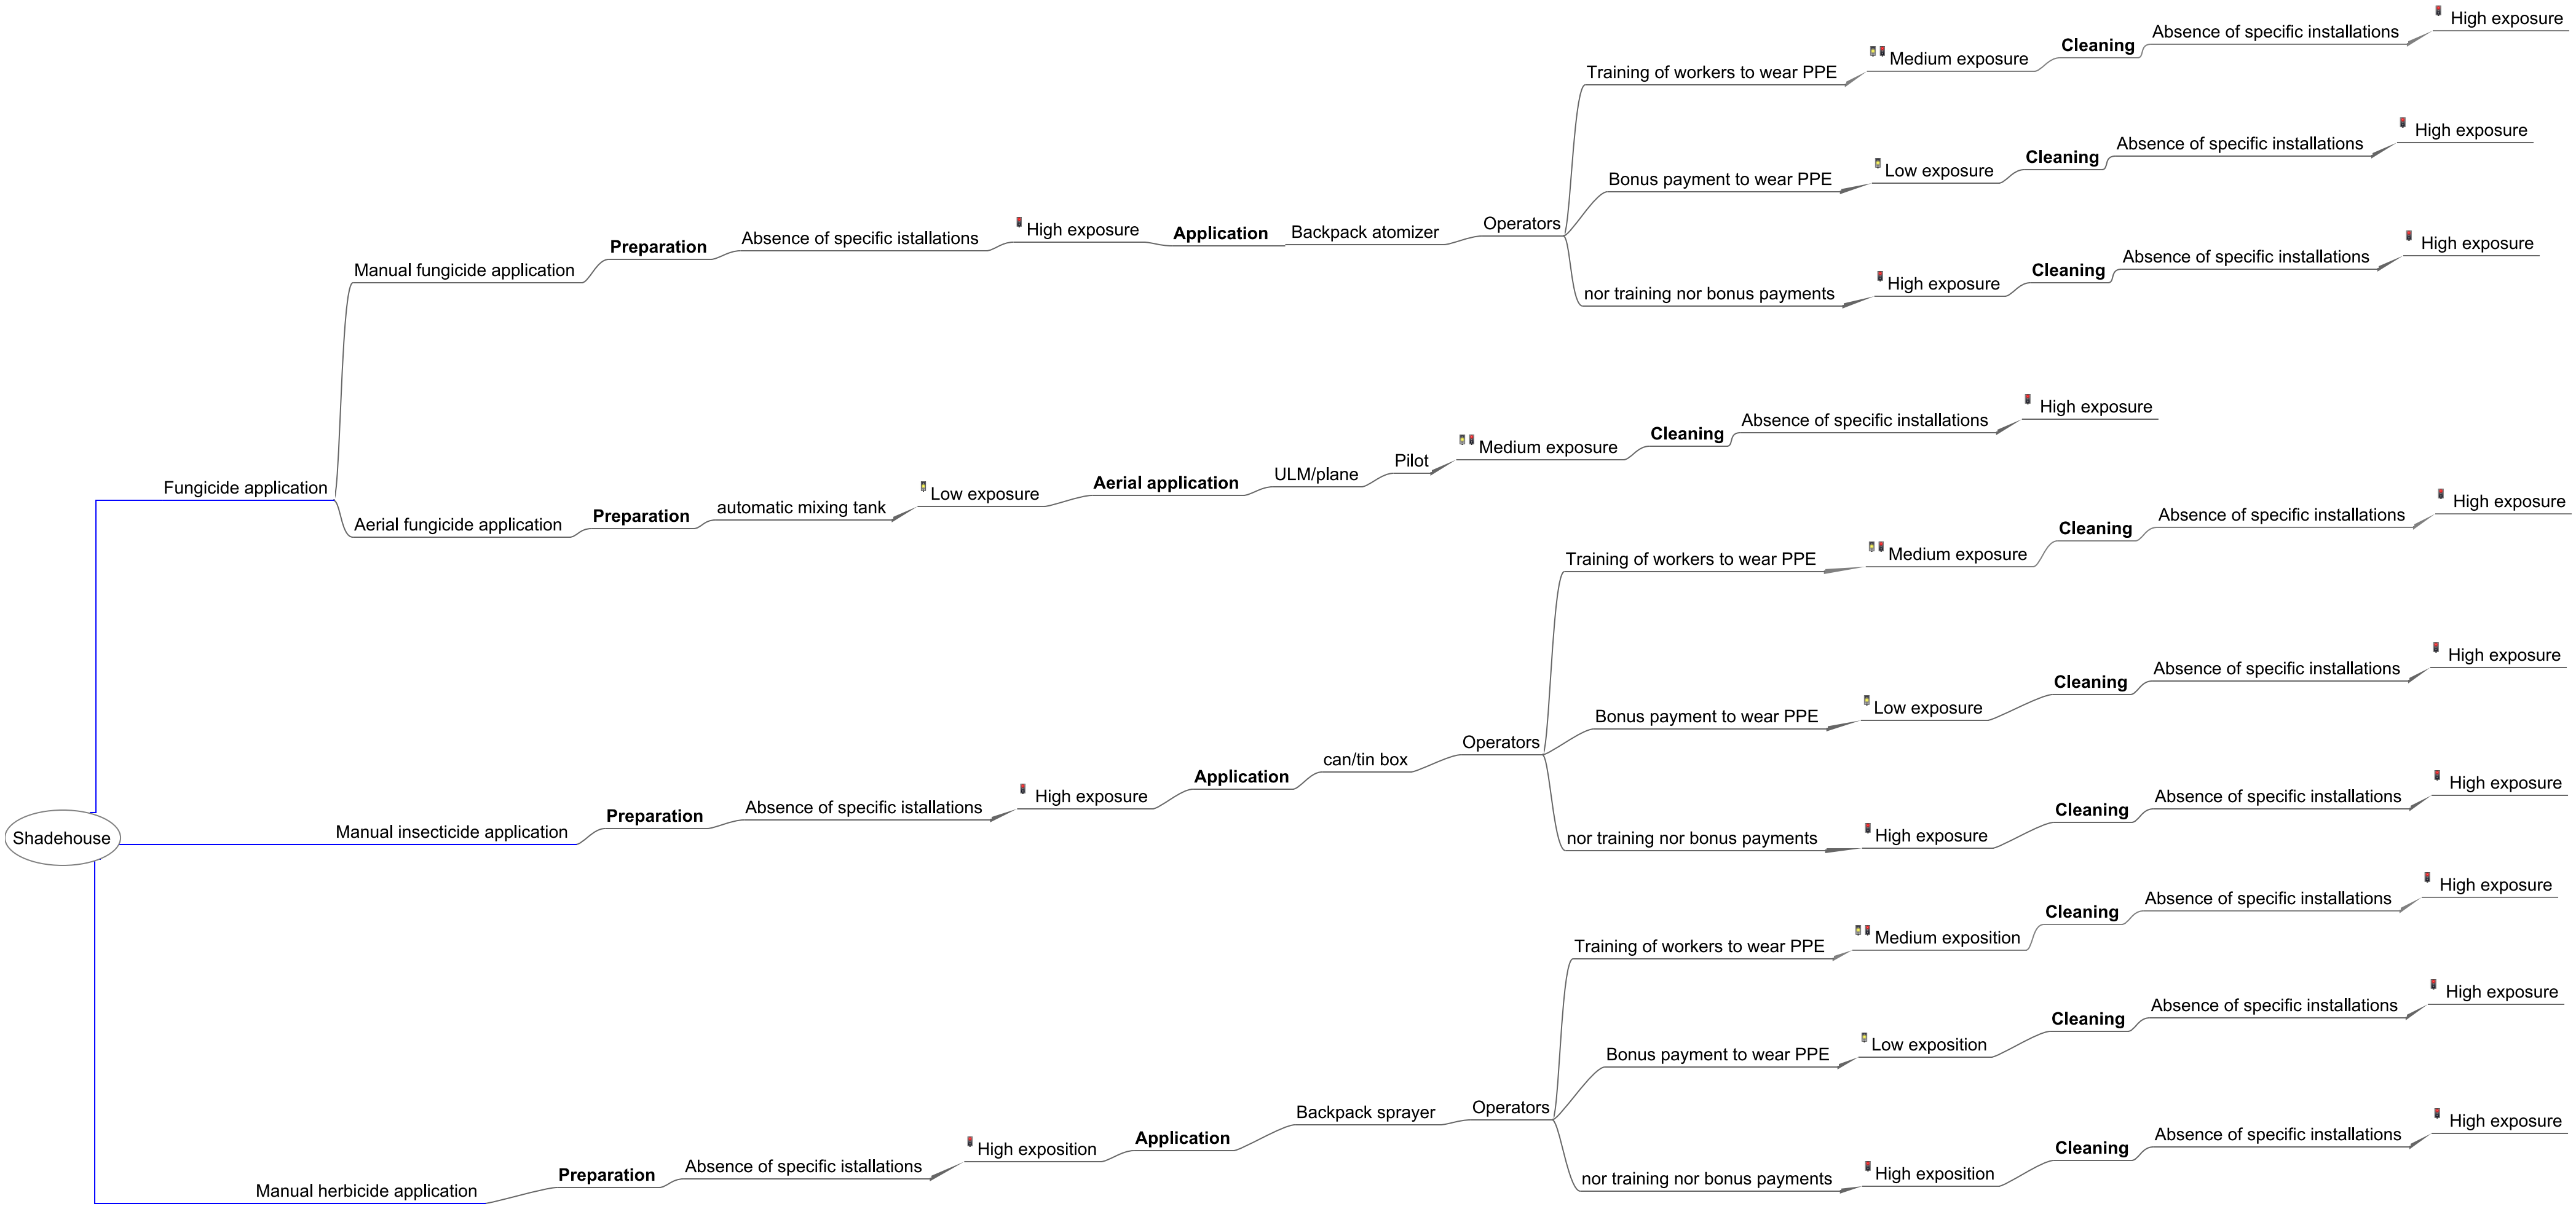 Shadehouse
Fungicide application
Manual fungicide application
Preparation
Absence of specific istallations
High exposure
Application
Backpack atomizer
Operators
Training of workers to wear PPE
Medium exposure
Cleaning
Absence of specific installations
High exposure
Bonus payment to wear PPE
Low exposure
Cleaning
Absence of specific installations
High exposure
nor training nor bonus payments
High exposure
Cleaning
Absence of specific installations
High exposure
Aerial fungicide application
Preparation
automatic mixing tank
Low exposure
Aerial application
ULM/plane
Pilot
Medium exposure
Cleaning
Absence of specific installations
High exposure
Manual insecticide application
Preparation
Absence of specific istallations
High exposure
Application
can/tin box
Operators
Training of workers to wear PPE
Medium exposure
Cleaning
Absence of specific installations
High exposure
Bonus payment to wear PPE
Low exposure
Cleaning
Absence of specific installations
High exposure
nor training nor bonus payments
High exposure
Cleaning
Absence of specific installations
High exposure
Manual herbicide application
Preparation
Absence of specific istallations
High exposition
Application
Backpack sprayer
Operators
Training of workers to wear PPE
Medium exposition
Cleaning
Absence of specific installations
High exposure
Bonus payment to wear PPE
Low exposition
Cleaning
Absence of specific installations
High exposure
nor training nor bonus payments
High exposition
Cleaning
Absence of specific installations
High exposure